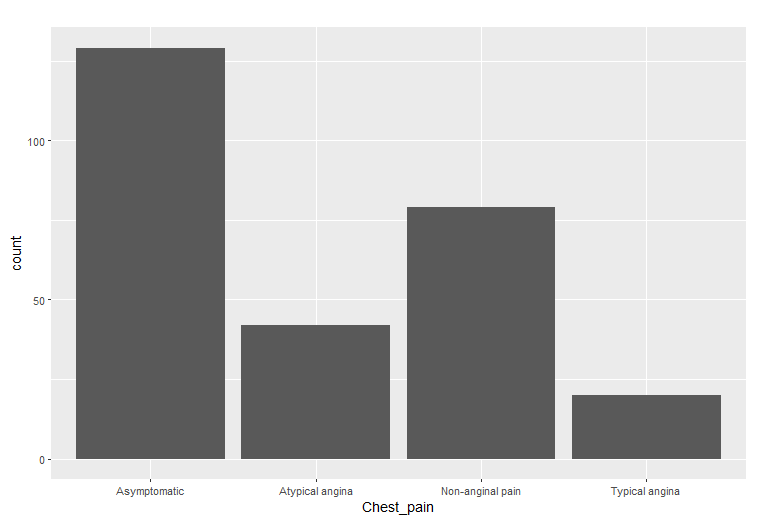 count
100
50
0
Asymptomatic Atypical angina Non-anginal pain Typical angina
Chest_pain